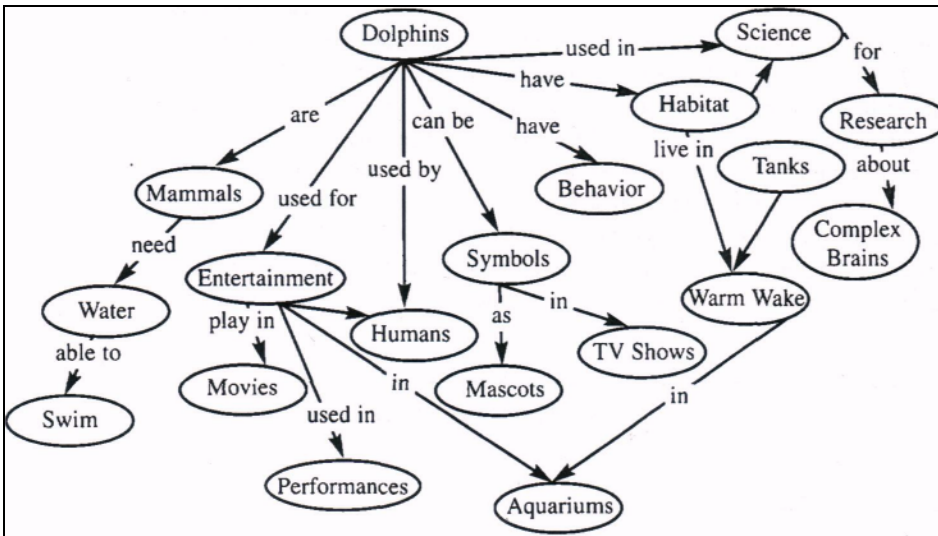 Dolphins
Science
used in
for
have
Habitat
Research
are
can be
have
live in
Tanks
about
Mammals
used for
used by
Behavior
Complex
Brains
need
Entertainment
Symbols
Warm Wake
Water
play in
Humans
as
in
TV Shows
able to
Movies
in
Mascots
in
Swim
used in
Performances
Aquariums